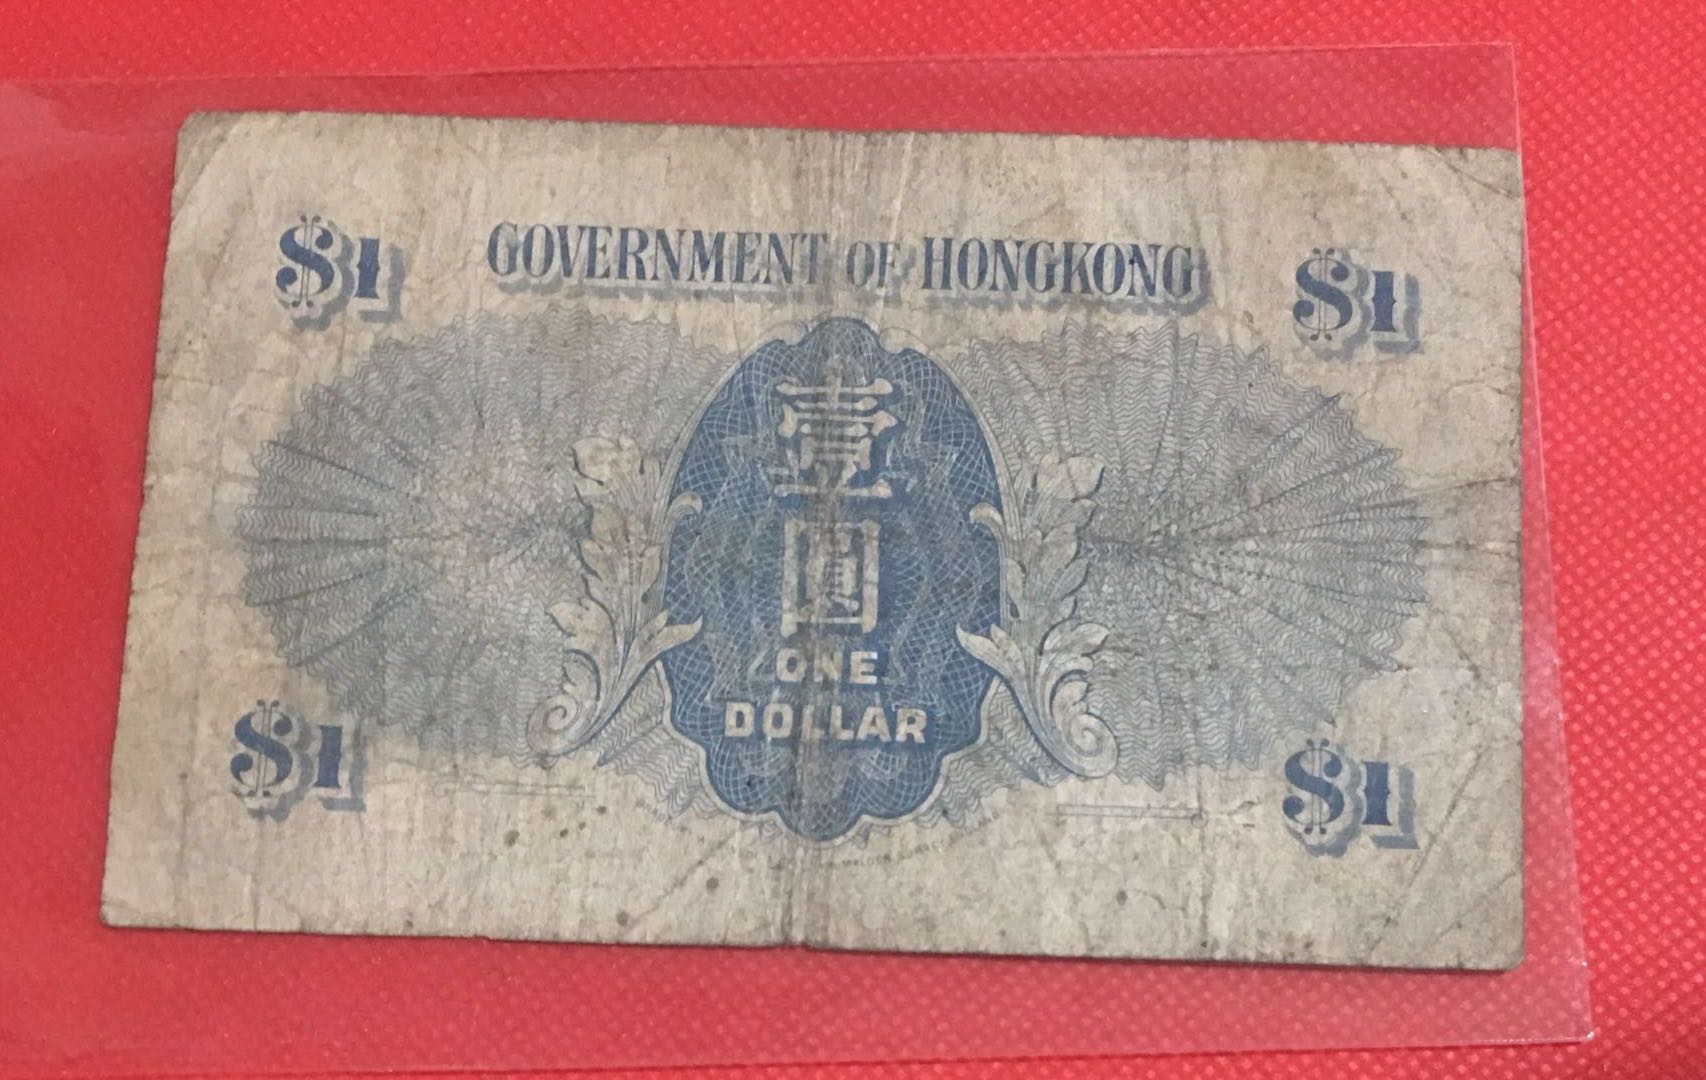 $1 GOVERNMENT OF HONGKONG $1
壹
圓
ONE
DOLLAR
$1 $1